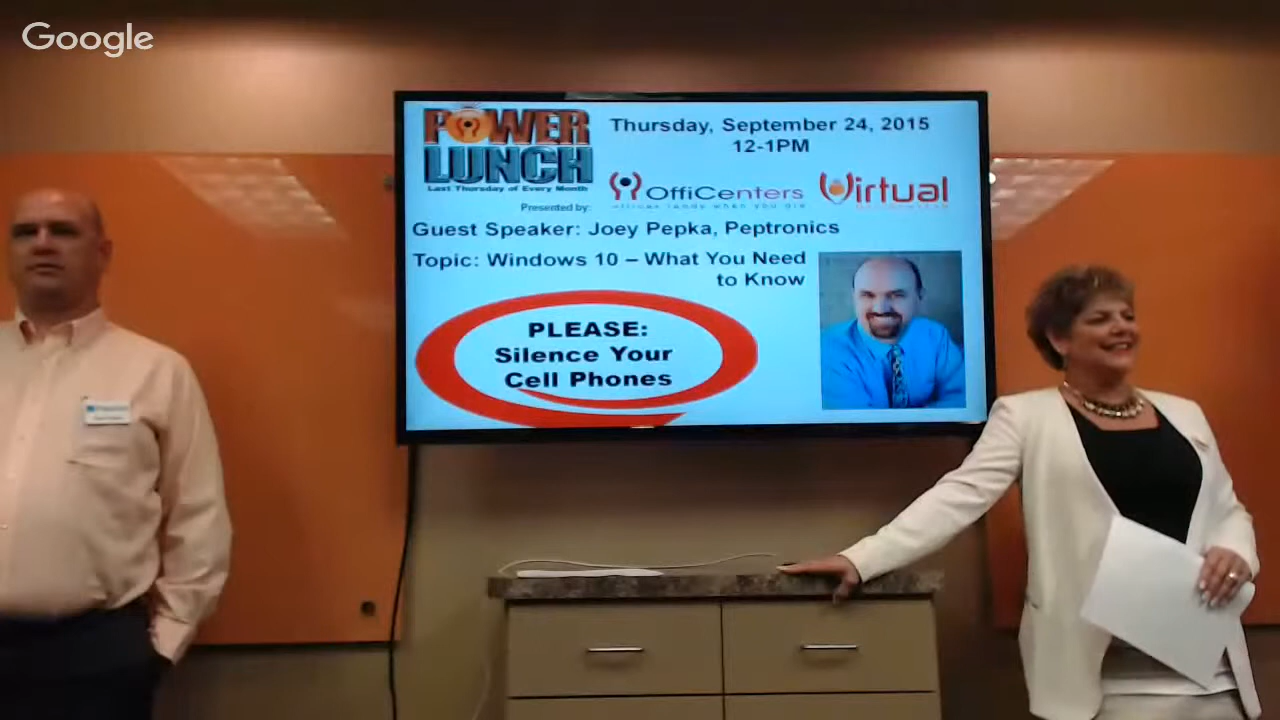 Google
POWER
LUNCH
Last Thursday of Every Month
Thursday, September 24, 2015
12-1PM
Presented by:
OffiCenters
Virtual
Guest Speaker: Joey Pepka, Peptronics
Topic: Windows 10 – What You Need
to Know
PLEASE:
Silence Your
Cell Phones